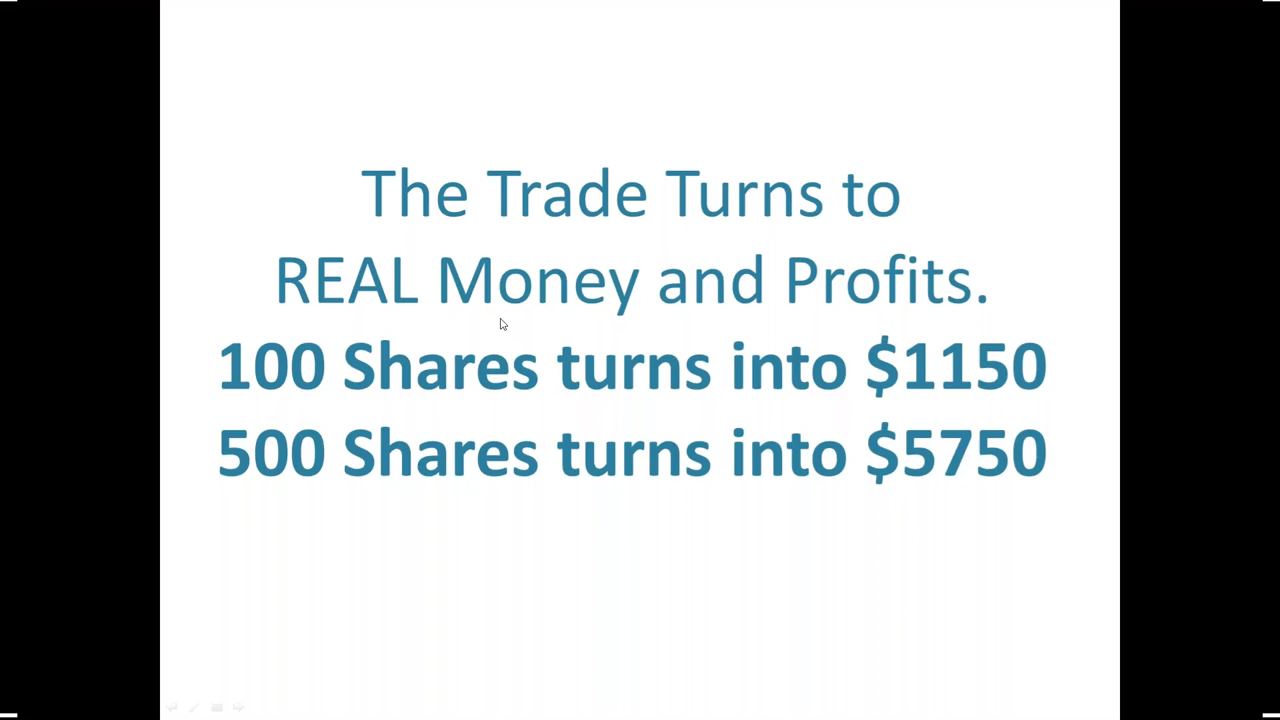 The Trade Turns to
REAL Money and Profits.
100 Shares turns into $1150
500 Shares turns into $5750